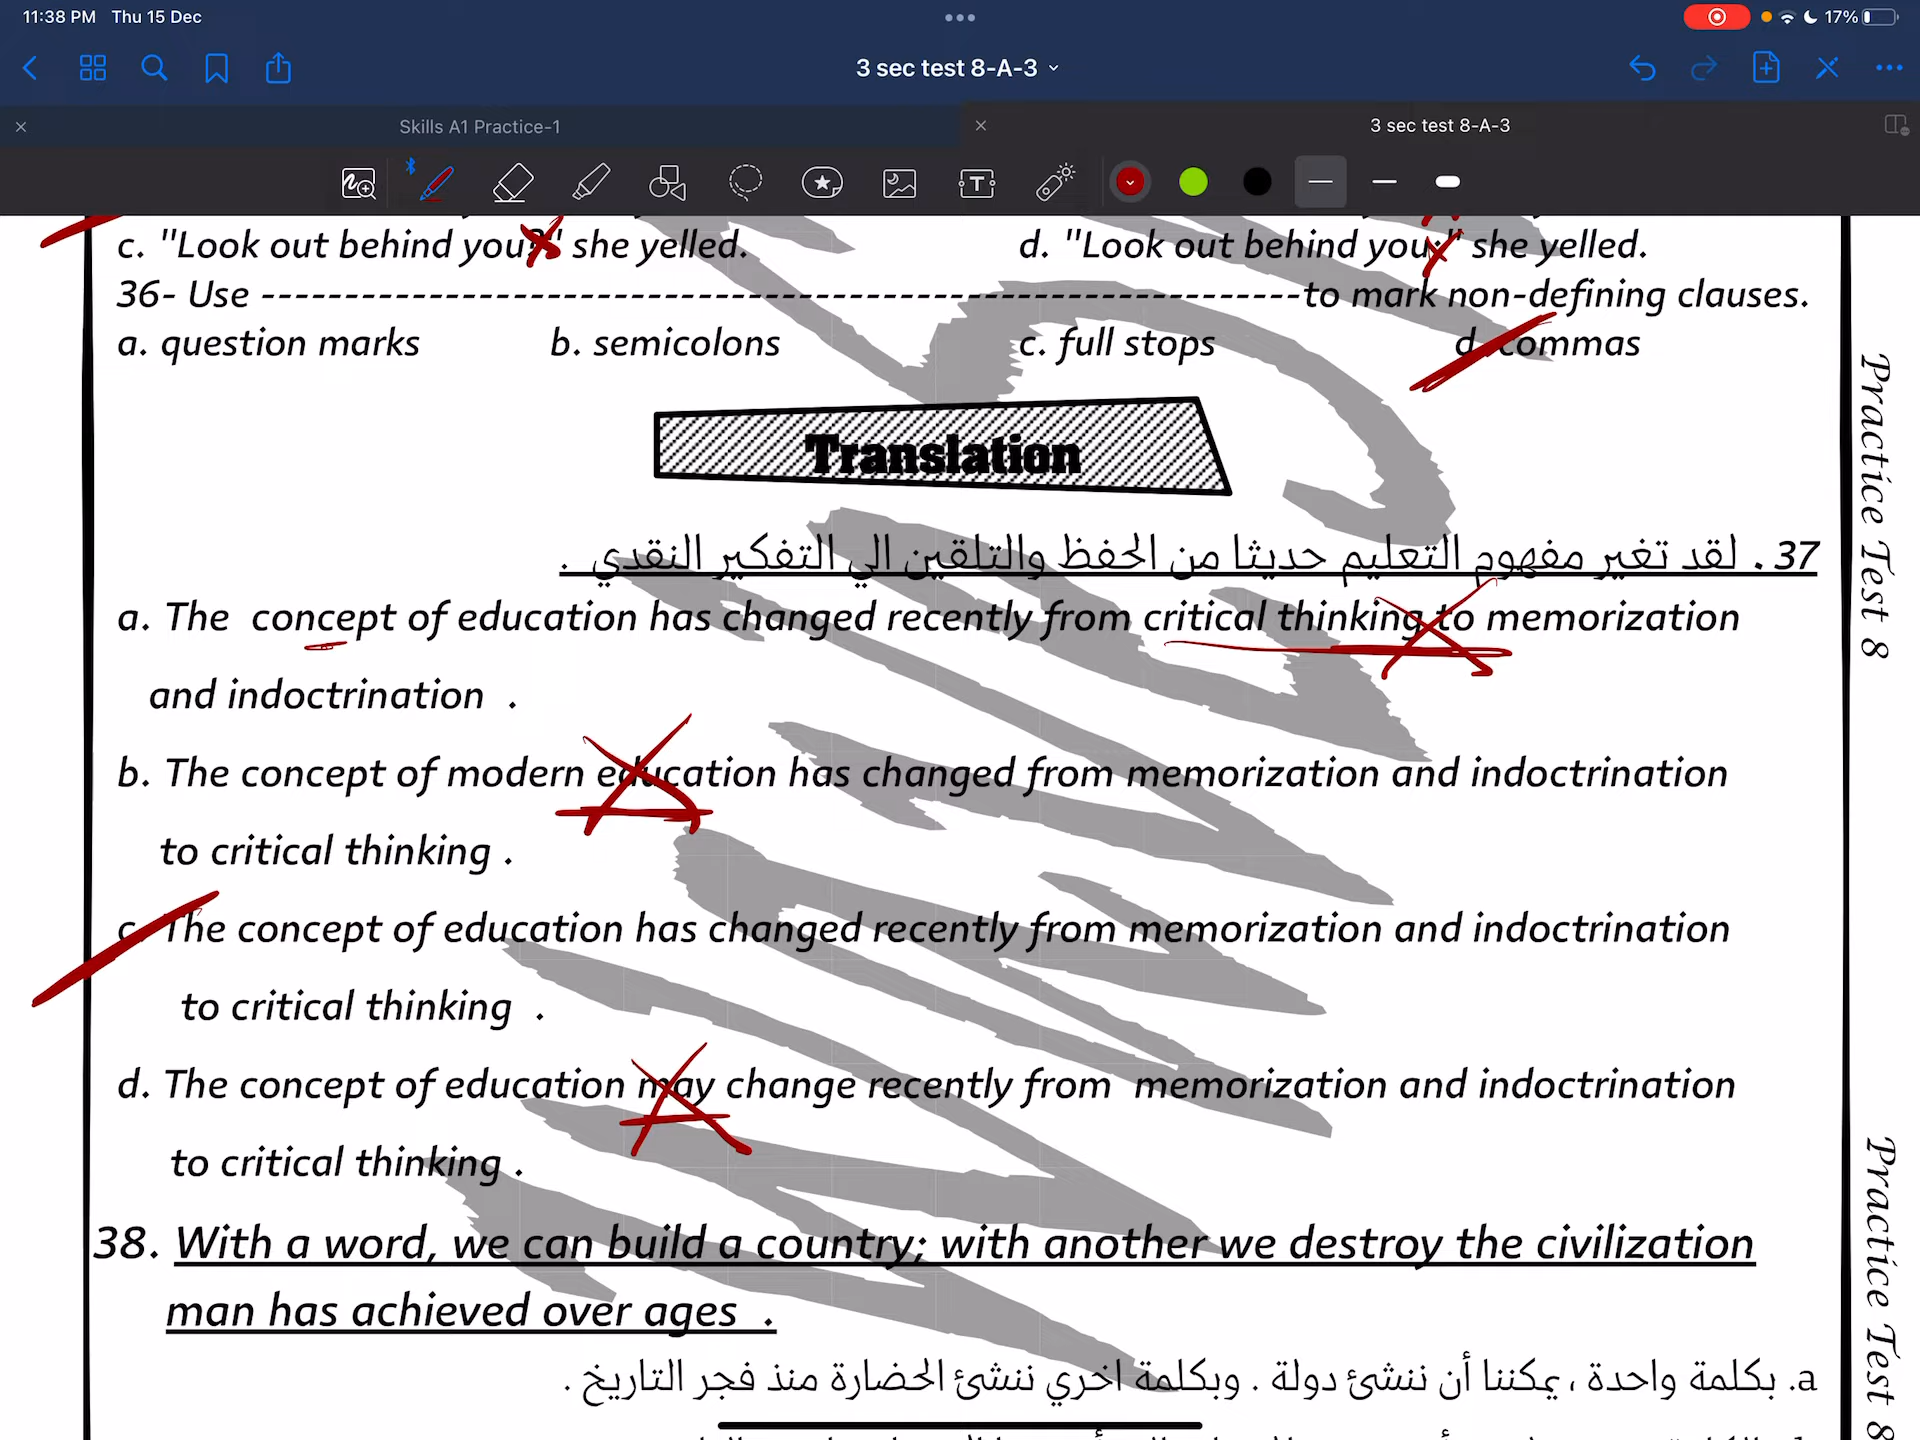 11:38 PM Thu 15 Dec
17%
3 sec test 8-A-3
Skills A1 Practice-1
3 sec test 8-A-3
c. "Look out behind you?" she yelled. d. "Look out behind you;" she yelled.
36- Use ----------------------------------------------------------------to mark non-defining clauses.
a. question marks b. semicolons c. full stops d. commas
Translation
37 . لقد تغير مفهوم التعليم حديثا من الحفظ والتلقين الي التفكير النقدي .
a. The concept of education has changed recently from critical thinking to memorization
and indoctrination .
b. The concept of modern education has changed from memorization and indoctrination
to critical thinking .
c. The concept of education has changed recently from memorization and indoctrination
to critical thinking .
d. The concept of education may change recently from memorization and indoctrination
to critical thinking .
38. With a word, we can build a country; with another we destroy the civilization
man has achieved over ages .
a. بكلمة واحدة ، يمكننا أن ننشئ دولة . وبكلمة اخري ننشئ الحضارة منذ فجر التاريخ .
Practice Test 8
Practice Test 8